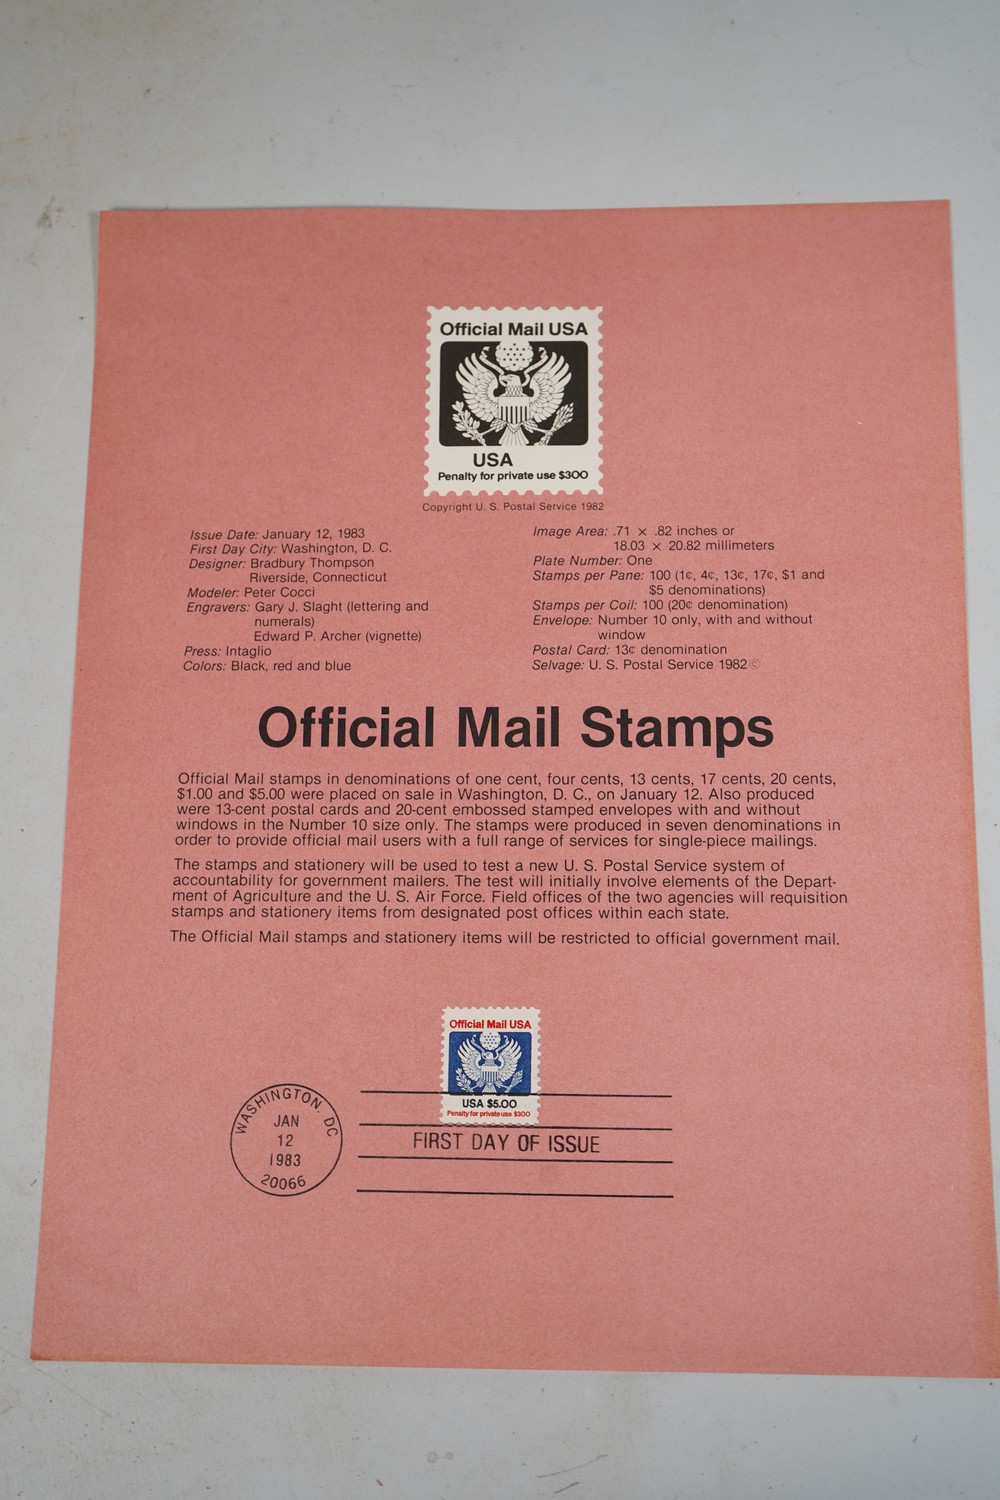 Official Mail USA
USA
Penalty for private use $300
Copyright U. S. Postal Service 1982
Issue Date: January 12, 1983
First Day City: Washington, D. C.
Designer: Bradbury Thompson
Riverside, Connecticut
Modeler: Peter Cocci
Engravers: Gary J. Slaght (lettering and
numerals)
Edward P. Archer (vignette)
Press: Intaglio
Colors: Black, red and blue
Image Area: .71 × .82 inches or
18.03 × 20.82 millimeters
Plate Number: One
Stamps per Pane: 100 (1¢, 4¢, 13¢, 17¢, $1 and
$5 denominations)
Stamps per Coil: 100 (20¢ denomination)
Envelope: Number 10 only, with and without
window
Postal Card: 13¢ denomination
Selvage: U. S. Postal Service 1982©
Official Mail Stamps
Official Mail stamps in denominations of one cent, four cents, 13 cents, 17 cents, 20 cents,
$1.00 and $5.00 were placed on sale in Washington, D. C., on January 12. Also produced
were 13-cent postal cards and 20-cent embossed stamped envelopes with and without
windows in the Number 10 size only. The stamps were produced in seven denominations in
order to provide official mail users with a full range of services for single-piece mailings.
The stamps and stationery will be used to test a new U. S. Postal Service system of
accountability for government mailers. The test will initially involve elements of the Depart-
ment of Agriculture and the U. S. Air Force. Field offices of the two agencies will requisition
stamps and stationery items from designated post offices within each state.
The Official Mail stamps and stationery items will be restricted to official government mail.
Official Mail USA
USA $5.00
Penalty for private use $300
WASHINGTON, DC
JAN
12
1983
20066
FIRST DAY OF ISSUE